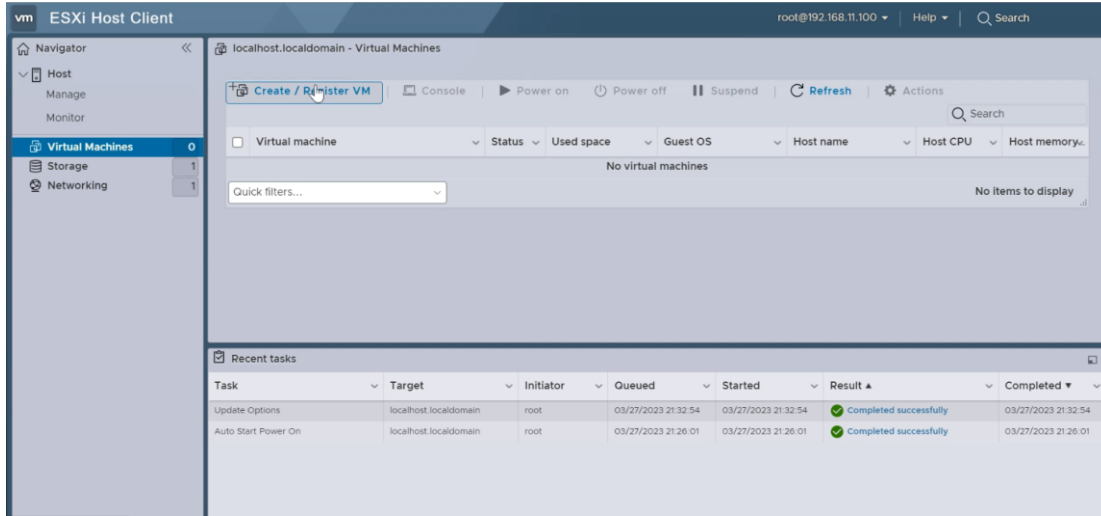 vm ESXi Host Client root@192.168.11.100 Help Search
Navigator
Host
Manage
Monitor
Virtual Machines 0
Storage 1
Networking 1
localhost.localdomain - Virtual Machines
Create / Register VM Console Power on Power off Suspend Refresh Actions
Search
Virtual machine Status Used space Guest OS Host name Host CPU Host memory
No virtual machines
Quick filters... No items to display
Recent tasks
Task Target Initiator Queued Started Result ▲ Completed ▼
Update Options localhost.localdomain root 03/27/2023 21:32:54 03/27/2023 21:32:54 Completed successfully 03/27/2023 21:32:54
Auto Start Power On localhost.localdomain root 03/27/2023 21:26:01 03/27/2023 21:26:01 Completed successfully 03/27/2023 21:26:01